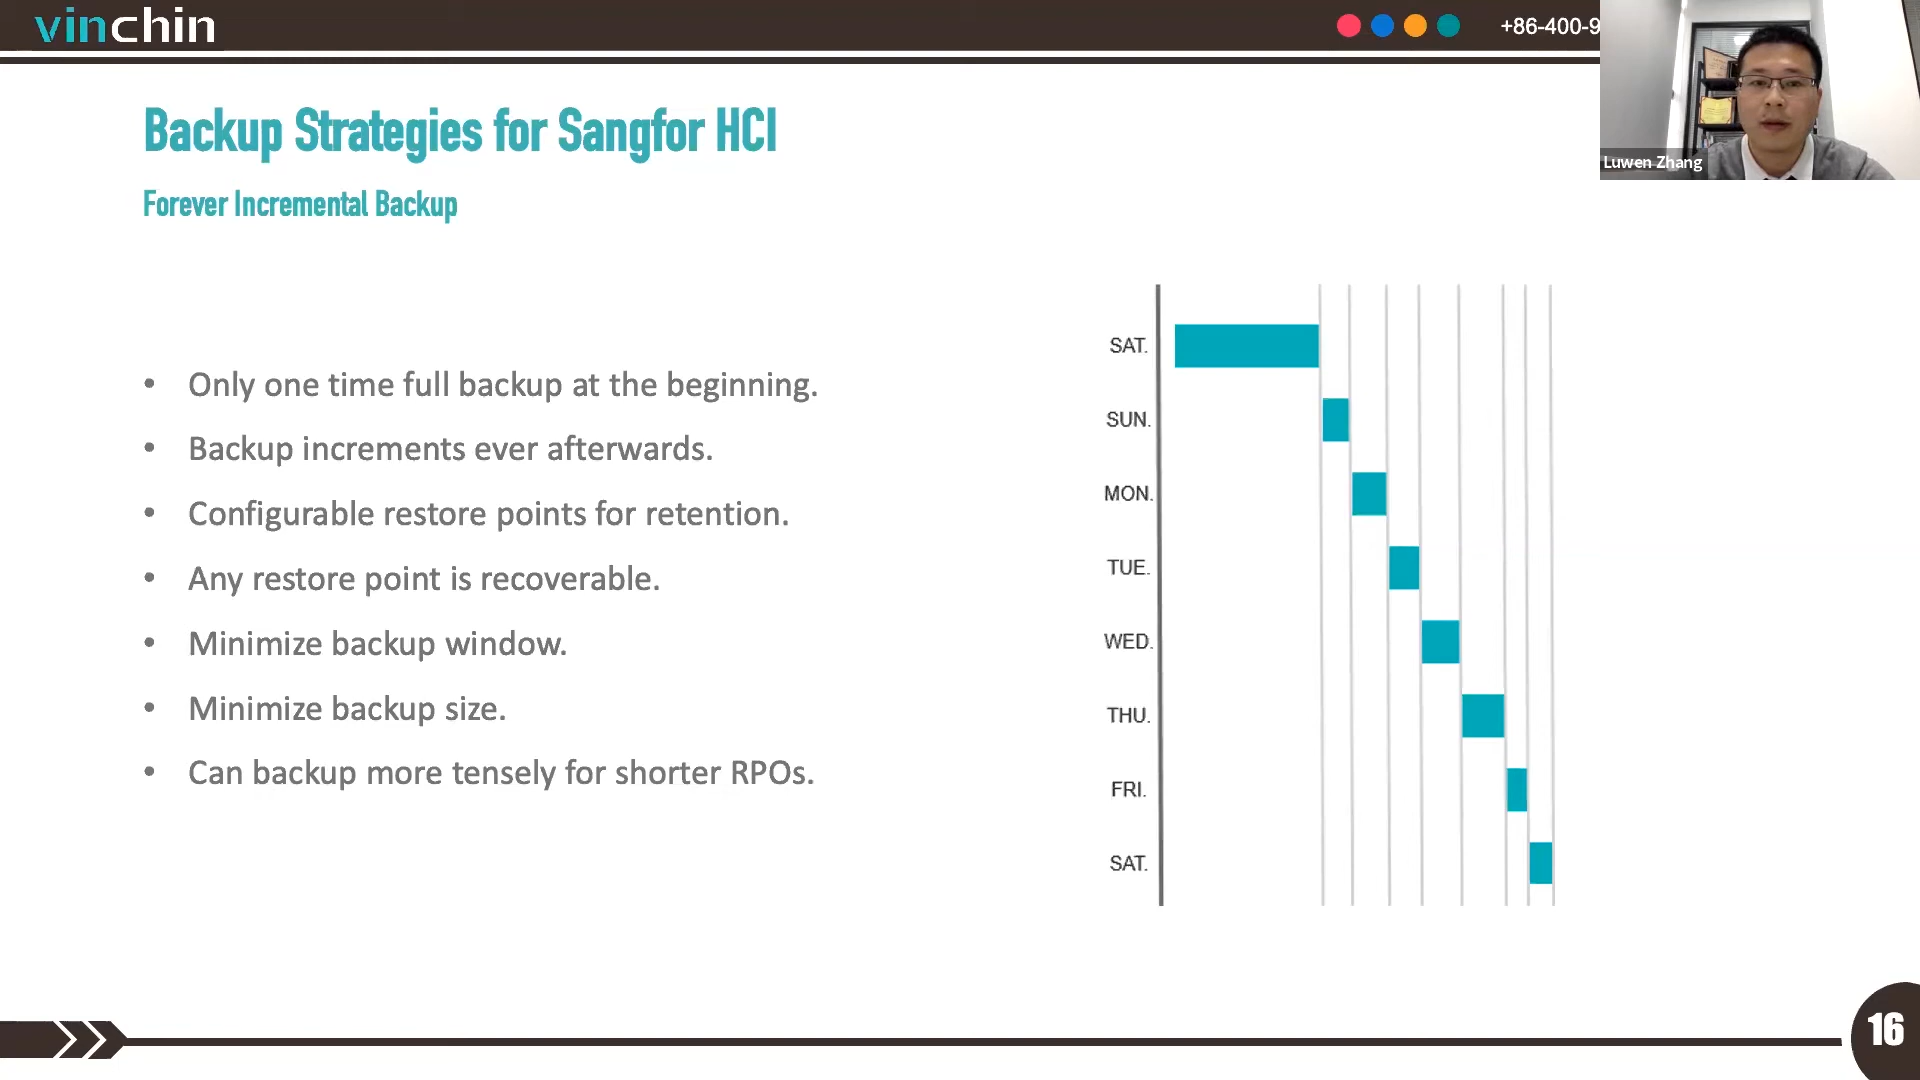 vinchin
+86-400-9
Luwen Zhang
Backup Strategies for Sangfor HCI
Forever Incremental Backup
• Only one time full backup at the beginning.
• Backup increments ever afterwards.
• Configurable restore points for retention.
• Any restore point is recoverable.
• Minimize backup window.
• Minimize backup size.
• Can backup more tensely for shorter RPOs.
SAT.
SUN.
MON.
TUE.
WED.
THU.
FRI.
SAT.
16